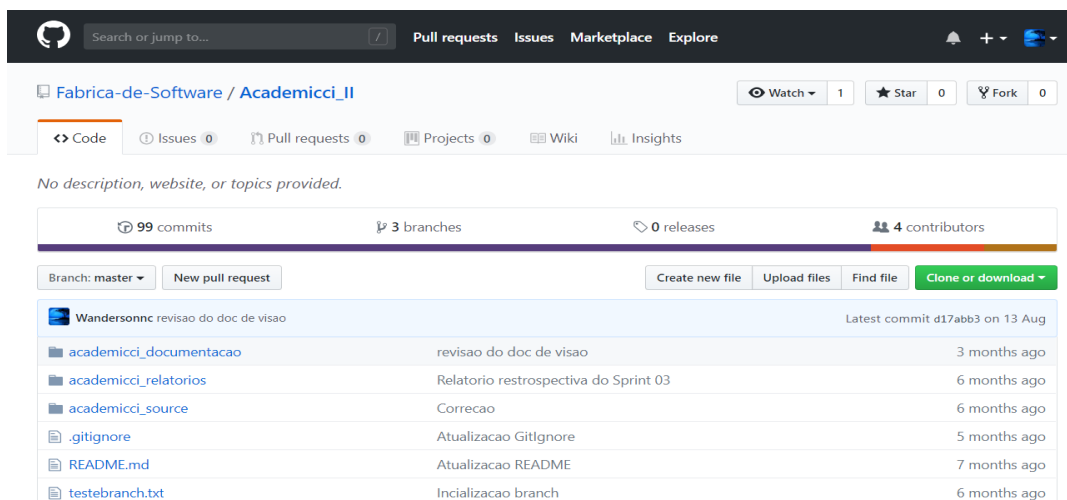 Search or jump to... / Pull requests Issues Marketplace Explore
Fabrica-de-Software / Academicci_II Watch 1 Star 0 Fork 0
Code Issues 0 Pull requests 0 Projects 0 Wiki Insights
No description, website, or topics provided.
99 commits 3 branches 0 releases 4 contributors
Branch: master New pull request Create new file Upload files Find file Clone or download
Wandersonnc revisao do doc de visao Latest commit d17abb3 on 13 Aug
academicci_documentacao revisao do doc de visao 3 months ago
academicci_relatorios Relatorio restrospectiva do Sprint 03 6 months ago
academicci_source Correcao 6 months ago
.gitignore Atualizacao GitIgnore 5 months ago
README.md Atualizacao README 7 months ago
testebranch.txt Incializacao branch 6 months ago